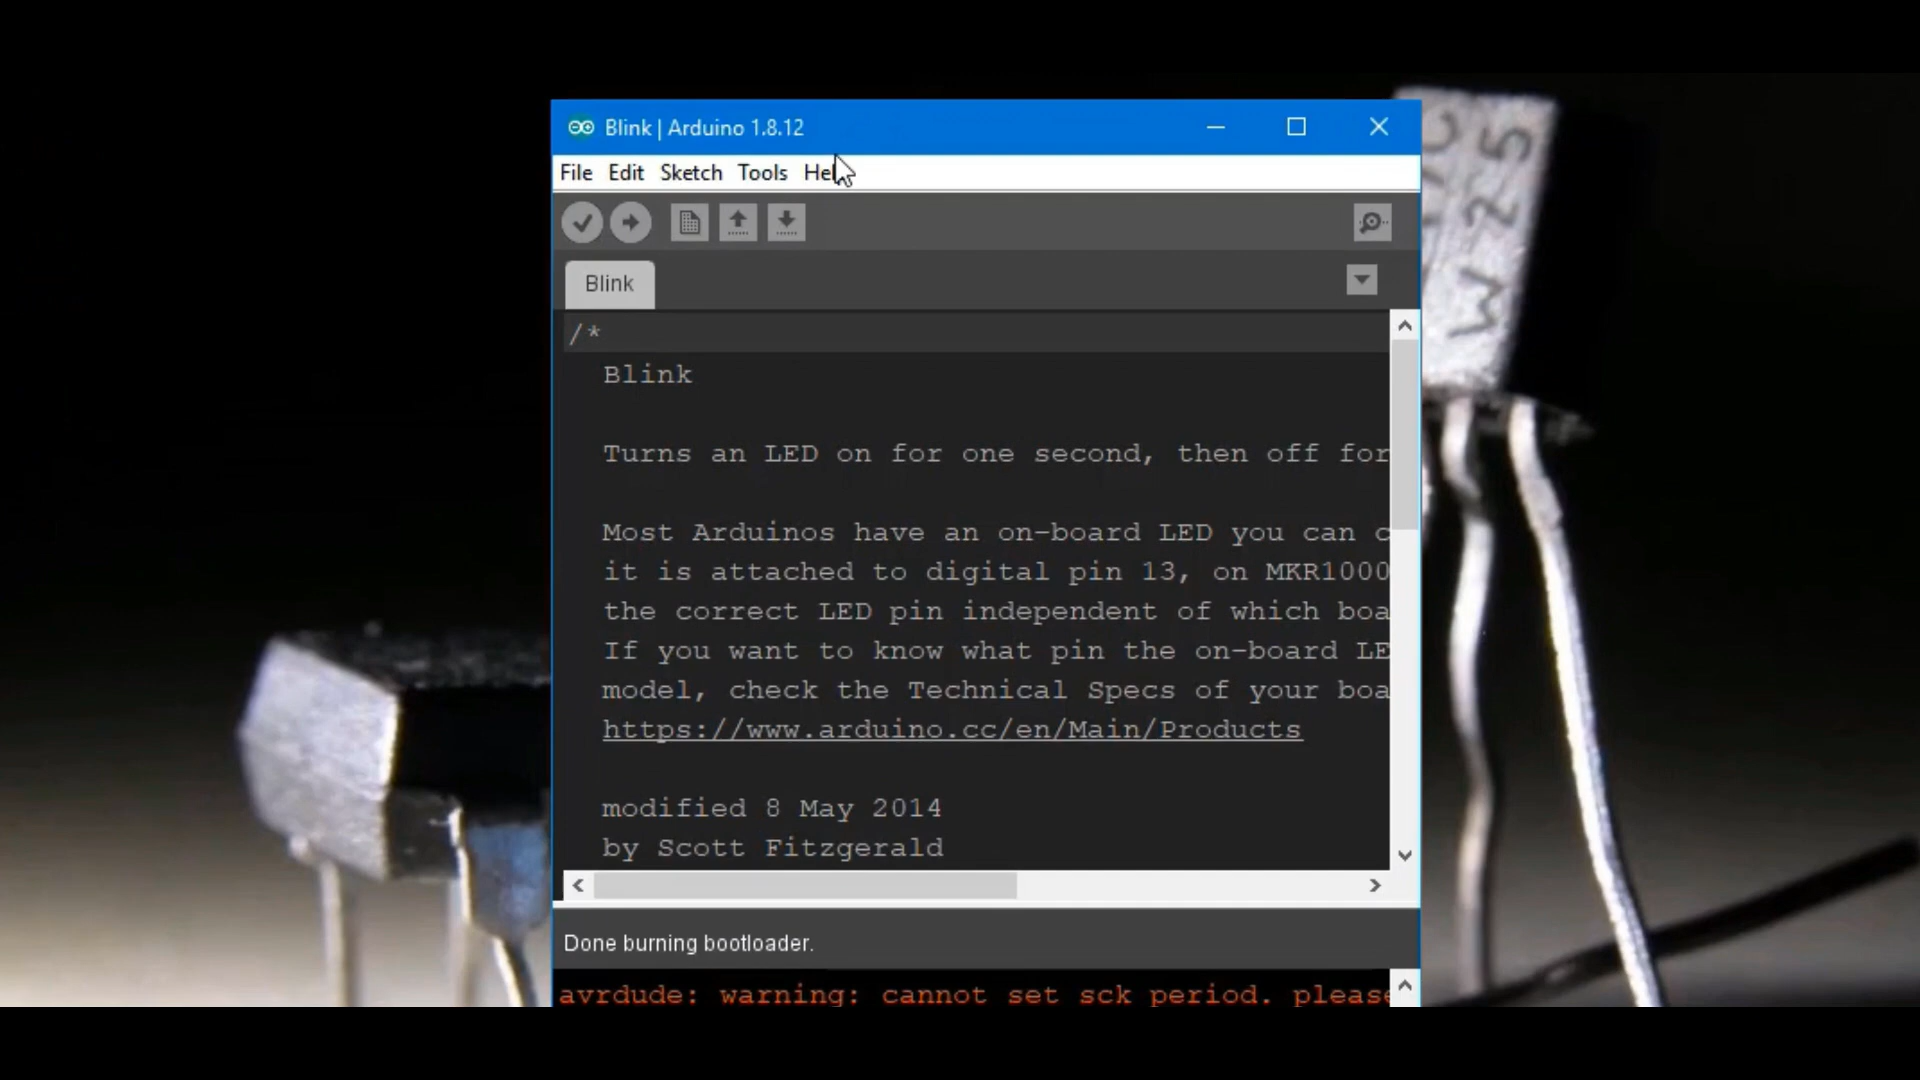 Blink | Arduino 1.8.12
File Edit Sketch Tools Help
Blink
/*
Blink
Turns an LED on for one second, then off for
Most Arduinos have an on-board LED you can c
it is attached to digital pin 13, on MKR1000
the correct LED pin independent of which boa
If you want to know what pin the on-board LE
model, check the Technical Specs of your boa
https://www.arduino.cc/en/Main/Products
modified 8 May 2014
by Scott Fitzgerald
Done burning bootloader.
avrdude: warning: cannot set sck period. please
W25